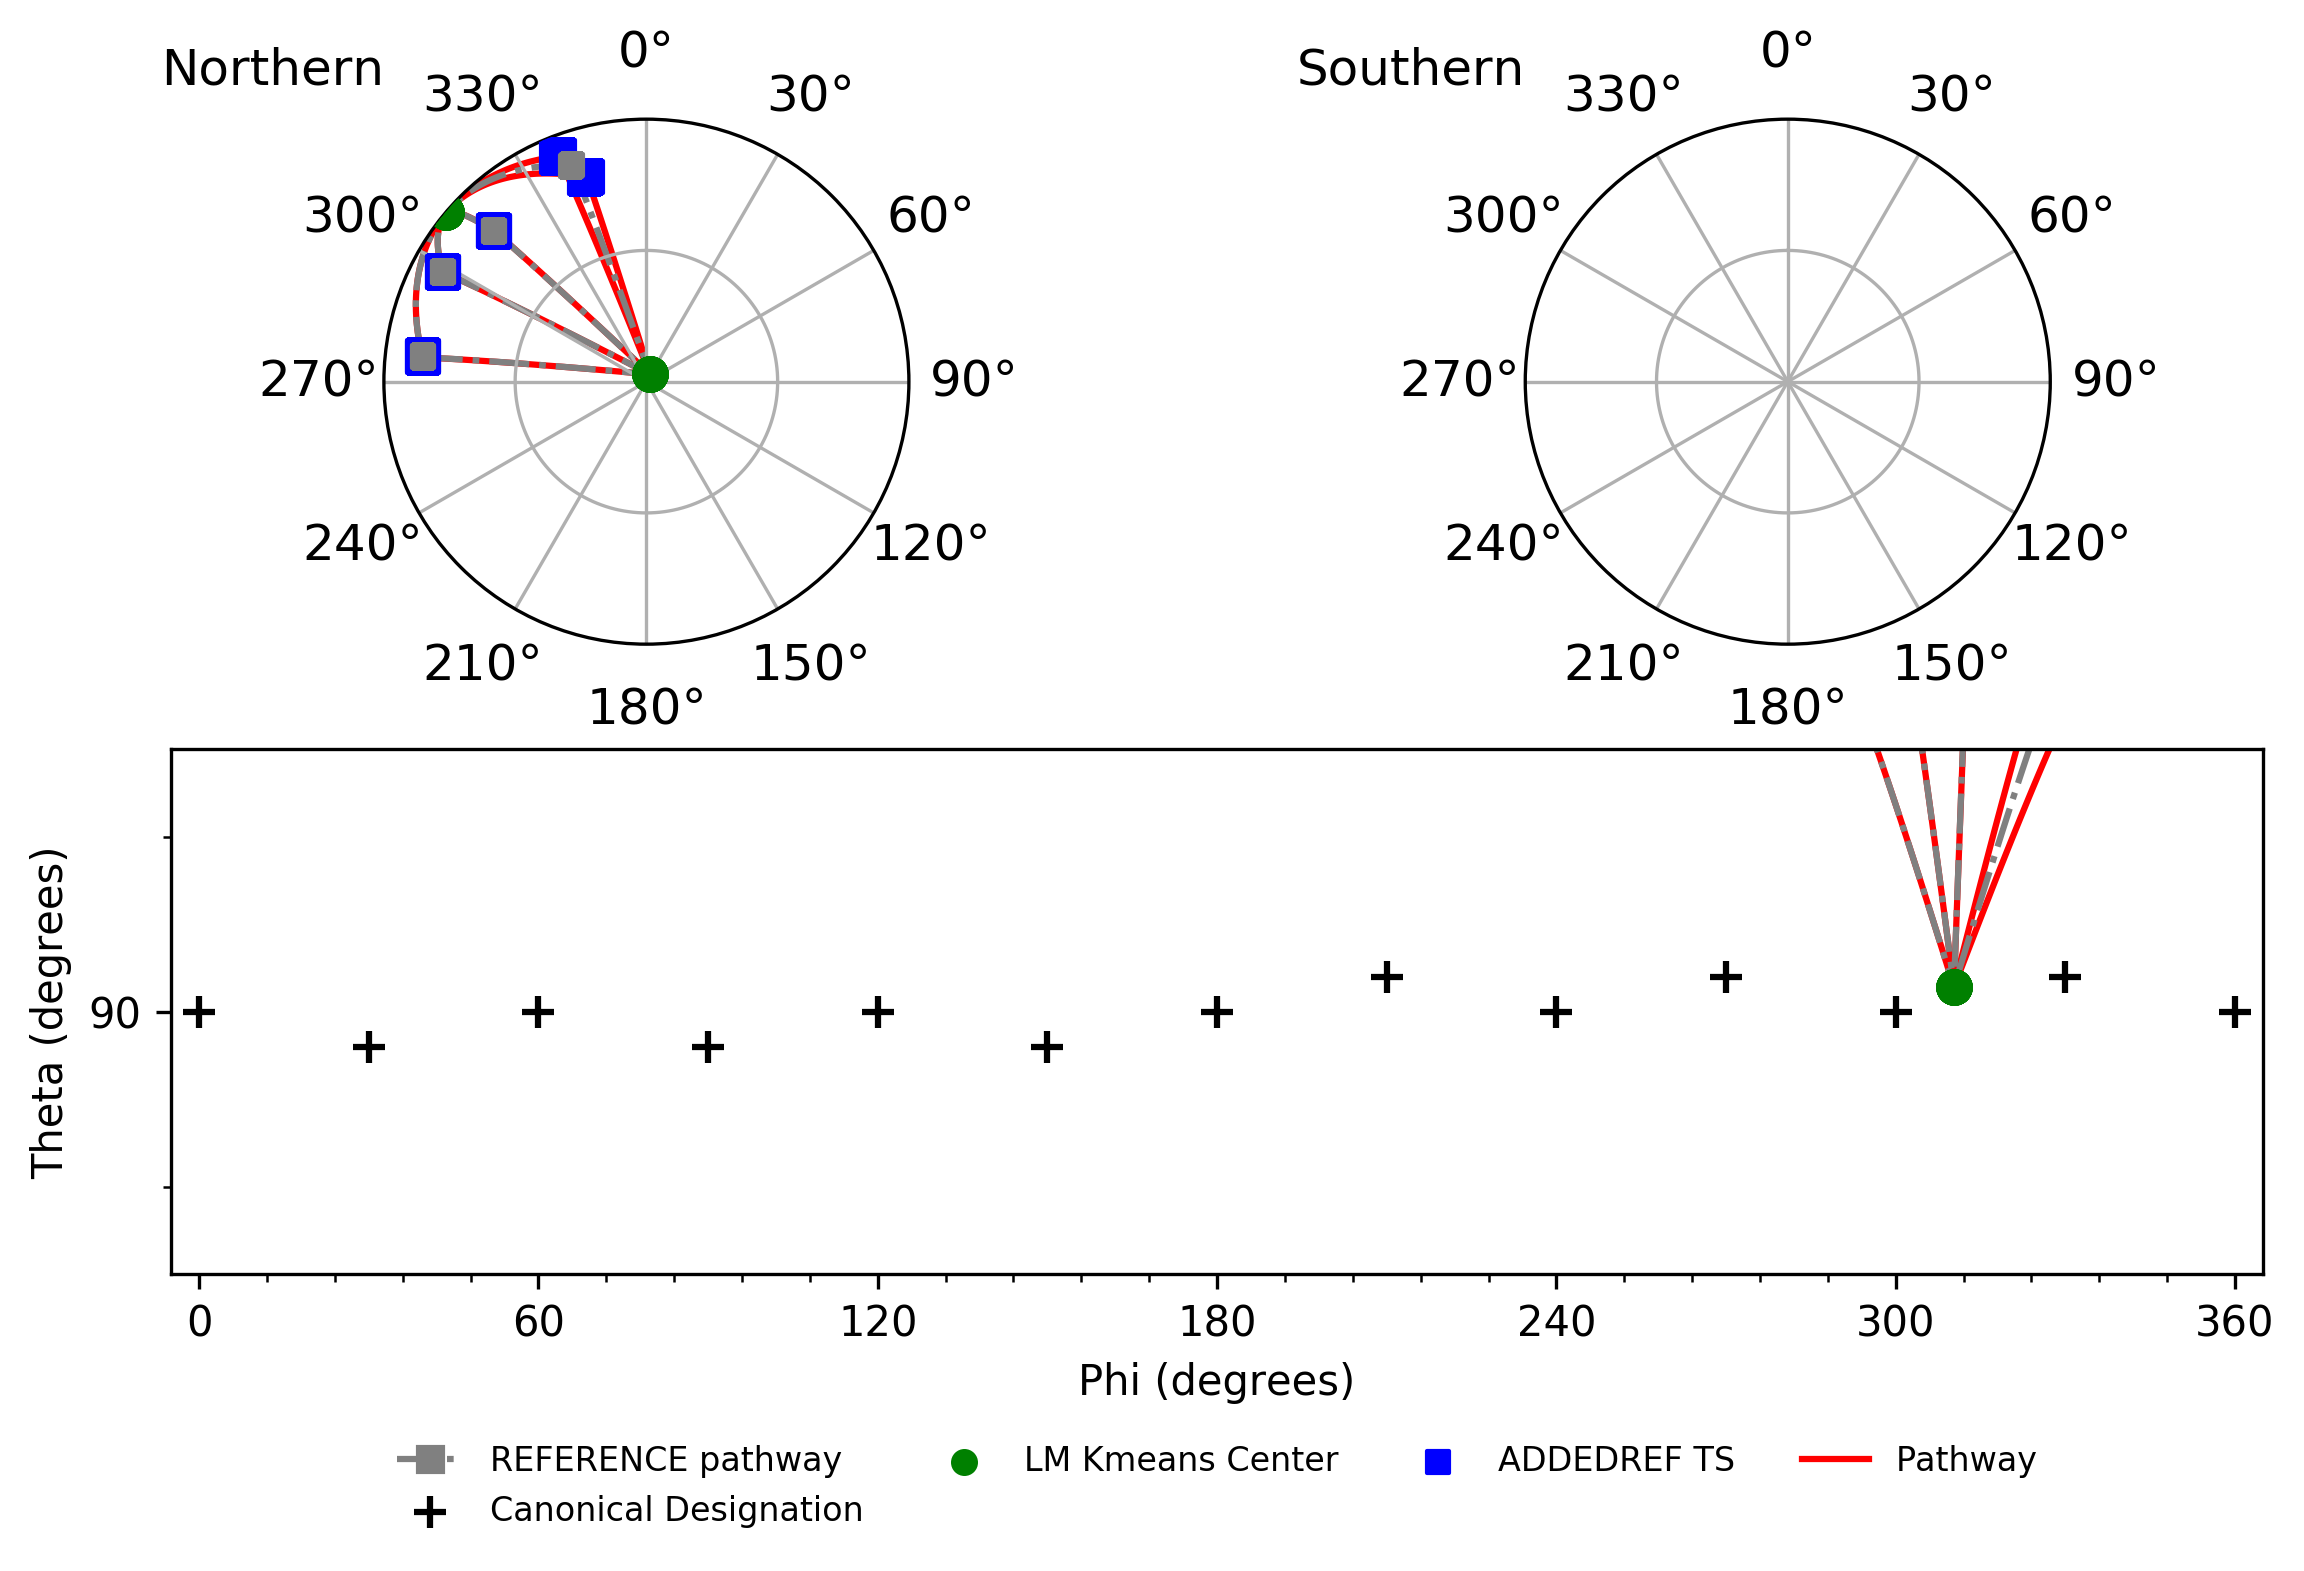 Northern
0°
330°
30°
300°
60°
270°
90°
240°
120°
210°
150°
180°
Southern
0°
330°
30°
300°
60°
270°
90°
240°
120°
210°
150°
180°
Theta (degrees)
90
0 60 120 180 240 300 360
Phi (degrees)
REFERENCE pathway
Canonical Designation
LM Kmeans Center
ADDEDREF TS
Pathway